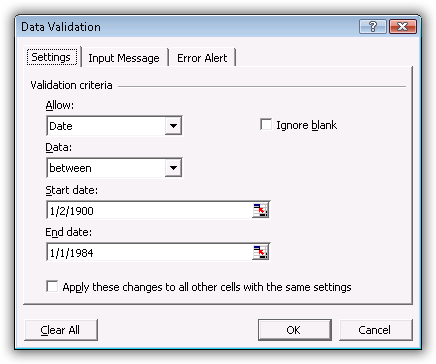 Data Validation
Settings Input Message Error Alert
Validation criteria
Allow:
Date Ignore blank
Data:
between
Start date:
1/2/1900
End date:
1/1/1984
Apply these changes to all other cells with the same settings
Clear All OK Cancel